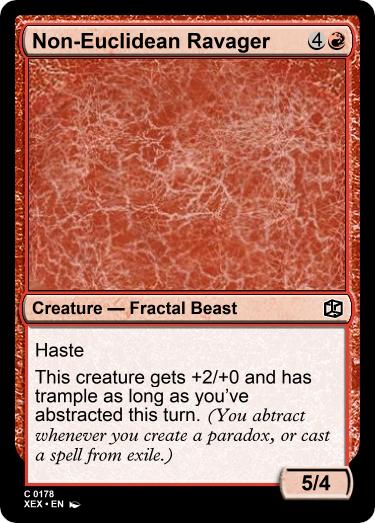 Non-Euclidean Ravager 4
Creature — Fractal Beast
Haste
This creature gets +2/+0 and has
trample as long as you've
abstracted this turn. (You abtract
whenever you create a paradox, or cast
a spell from exile.)
5/4
C 0178
XEX • EN